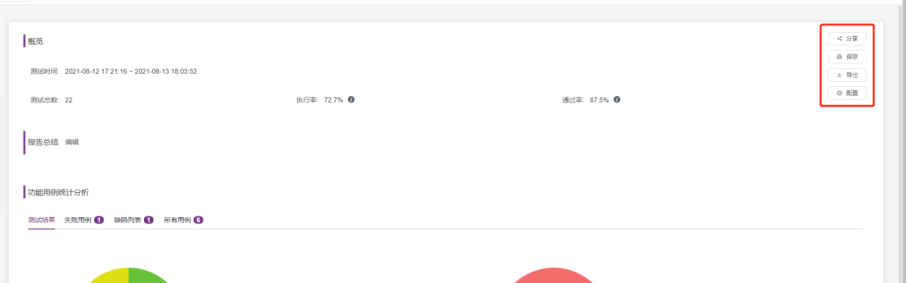 概览
分享
保存
导出
配置
测试时间: 2021-08-12 17:21:16 ~ 2021-08-13 18:03:52
测试总数: 22 执行率: 72.7% 通过率: 87.5%
报告总结 编辑
功能用例统计分析
测试结果 失败用例 1 缺陷列表 1 所有用例 6